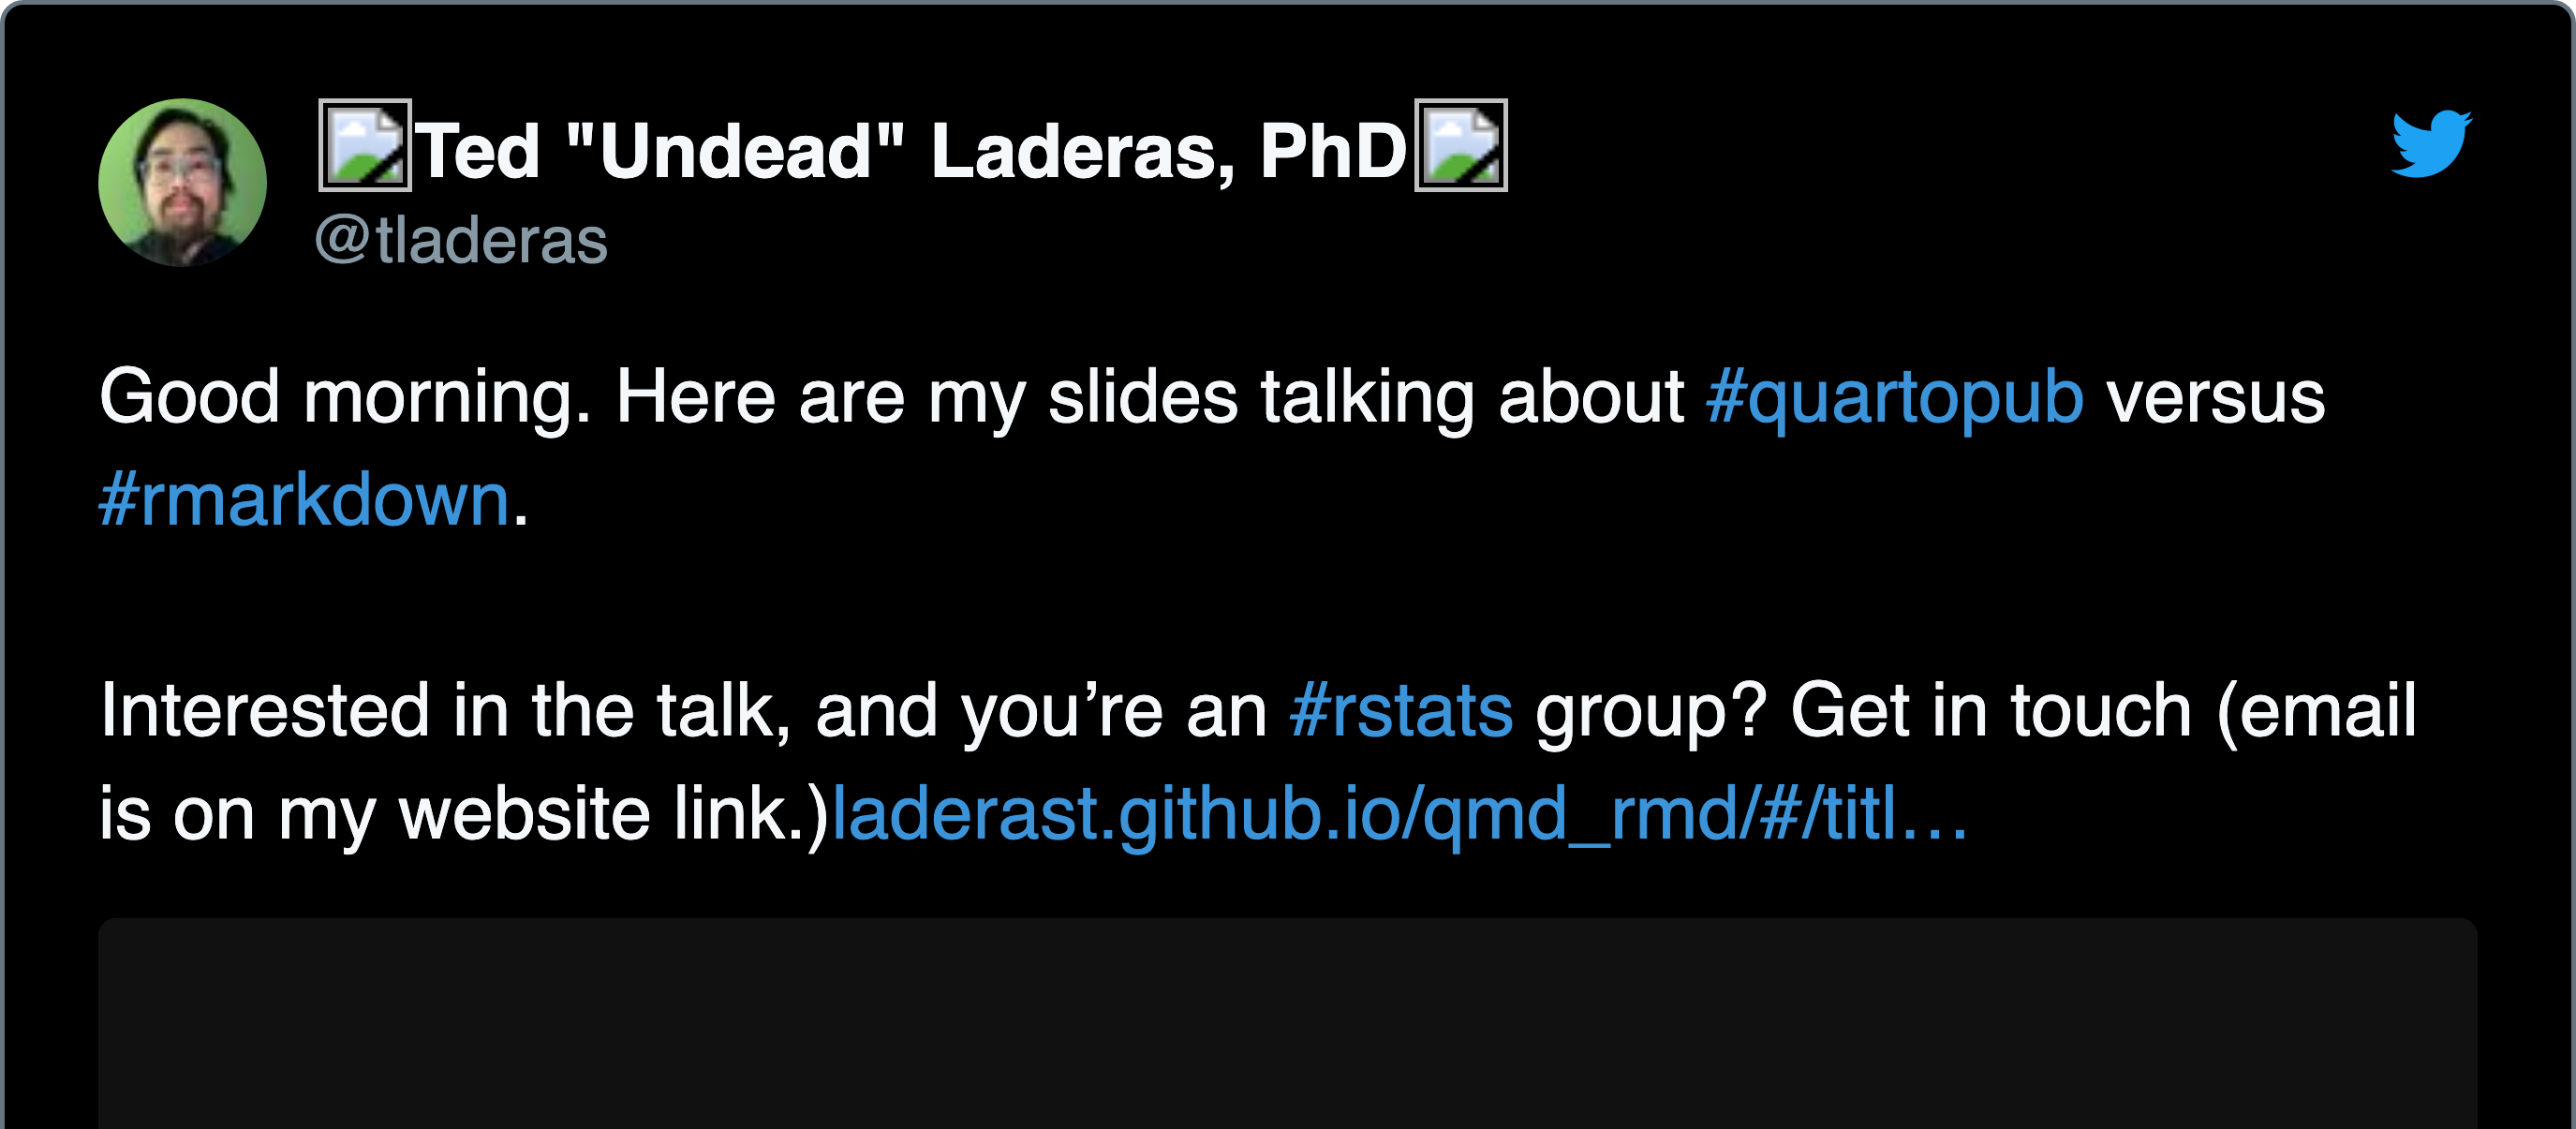 Ted "Undead" Laderas, PhD
@tladeras
Good morning. Here are my slides talking about #quartopub versus
#rmarkdown.
Interested in the talk, and you’re an #rstats group? Get in touch (email
is on my website link.)laderast.github.io/qmd_rmd/#/titl…